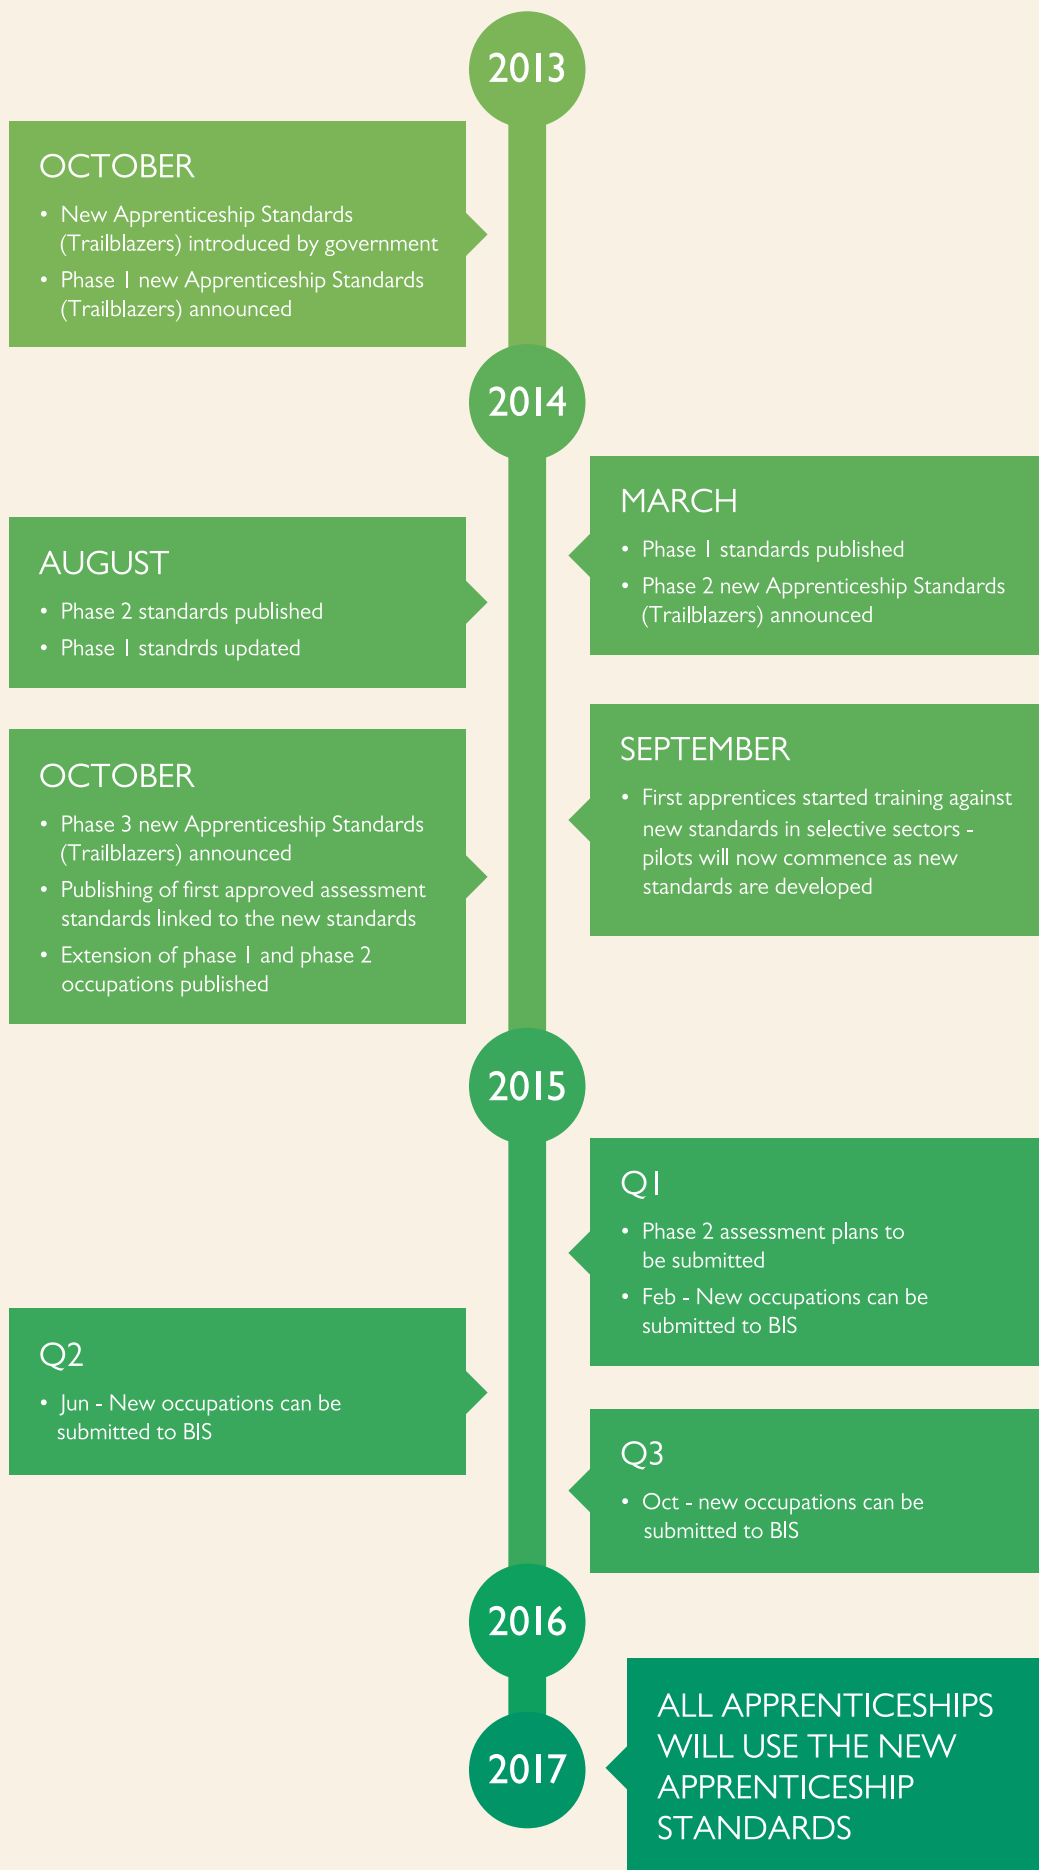 2013
OCTOBER
• New Apprenticeship Standards
(Trailblazers) introduced by government
• Phase 1 new Apprenticeship Standards
(Trailblazers) announced
2014
MARCH
• Phase 1 standards published
• Phase 2 new Apprenticeship Standards
(Trailblazers) announced
AUGUST
• Phase 2 standards published
• Phase 1 standrds updated
SEPTEMBER
• First apprentices started training against
new standards in selective sectors -
pilots will now commence as new
standards are developed
OCTOBER
• Phase 3 new Apprenticeship Standards
(Trailblazers) announced
• Publishing of first approved assessment
standards linked to the new standards
• Extension of phase 1 and phase 2
occupations published
2015
Q1
• Phase 2 assessment plans to
be submitted
• Feb - New occupations can be
submitted to BIS
Q2
• Jun - New occupations can be
submitted to BIS
Q3
• Oct - new occupations can be
submitted to BIS
2016
2017
ALL APPRENTICESHIPS
WILL USE THE NEW
APPRENTICESHIP
STANDARDS